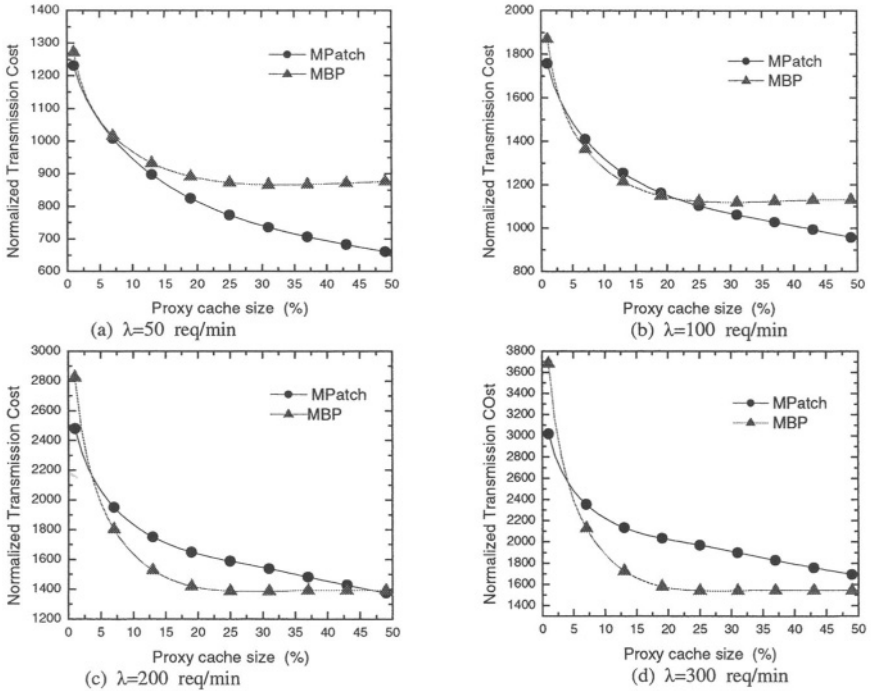 1400
1300
1200
1100
1000
900
800
700
600
Normalized Transmission Cost
MPatch
MBP
0 5 10 15 20 25 30 35 40 45 50
Proxy cache size (%)
(a) λ=50 req/min
2000
1800
1600
1400
1200
1000
800
Normalized Transmission Cost
MPatch
MBP
0 5 10 15 20 25 30 35 40 45 50
Proxy cache size (%)
(b) λ=100 req/min
3000
2800
2600
2400
2200
2000
1800
1600
1400
1200
Normalized Transmission Cost
MPatch
MBP
0 5 10 15 20 25 30 35 40 45 50
Proxy cache size (%)
(c) λ=200 req/min
3800
3600
3400
3200
3000
2800
2600
2400
2200
2000
1800
1600
1400
Normalized Transmission COst
MPatch
MBP
0 5 10 15 20 25 30 35 40 45 50
Proxy cache size (%)
(d) λ=300 req/min